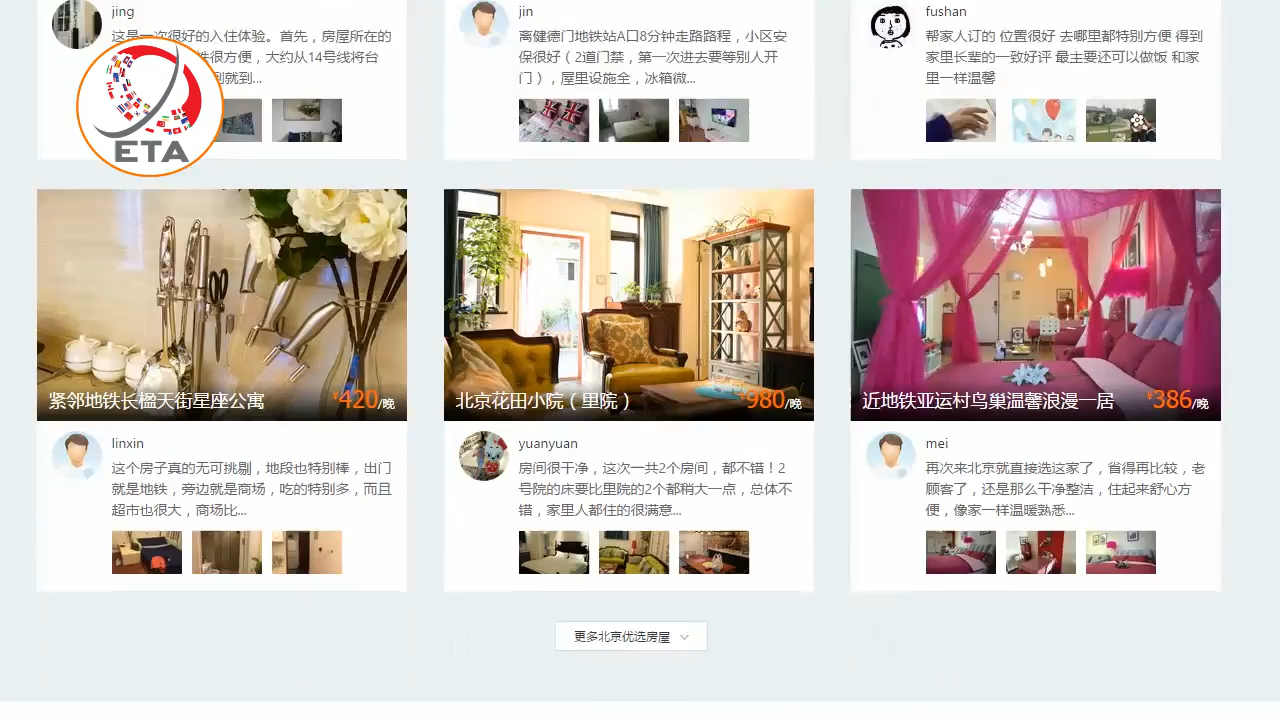 jing
这是一次很好的入住体验。首先，房屋所在的
铁很方便，大约从14号线将台
到就到...
ETA
jin
离健德门地铁站A口8分钟走路路程，小区安
保很好（2道门禁，第一次进去要等别人开
门），屋里设施全，冰箱微...
fushan
帮家人订的 位置很好 去哪里都特别方便 得到
家里长辈的一致好评 最主要还可以做饭 和家
里一样温馨
紧邻地铁长楹天街星座公寓
¥420/晚
linxin
这个房子真的无可挑剔，地段也特别棒，出门
就是地铁，旁边就是商场，吃的特别多，而且
超市也很大，商场比...
北京花田小院（里院）
¥980/晚
yuanyuan
房间很干净，这次一共2个房间，都不错！2
号院的床要比里院的2个都稍大一点，总体不
错，家里人都住的很满意...
近地铁亚运村鸟巢温馨浪漫一居
¥386/晚
mei
再次来北京就直接选这家了，省得再比较，老
顾客了，还是那么干净整洁，住起来舒心方
便，像家一样温暖熟悉...
更多北京优选房屋